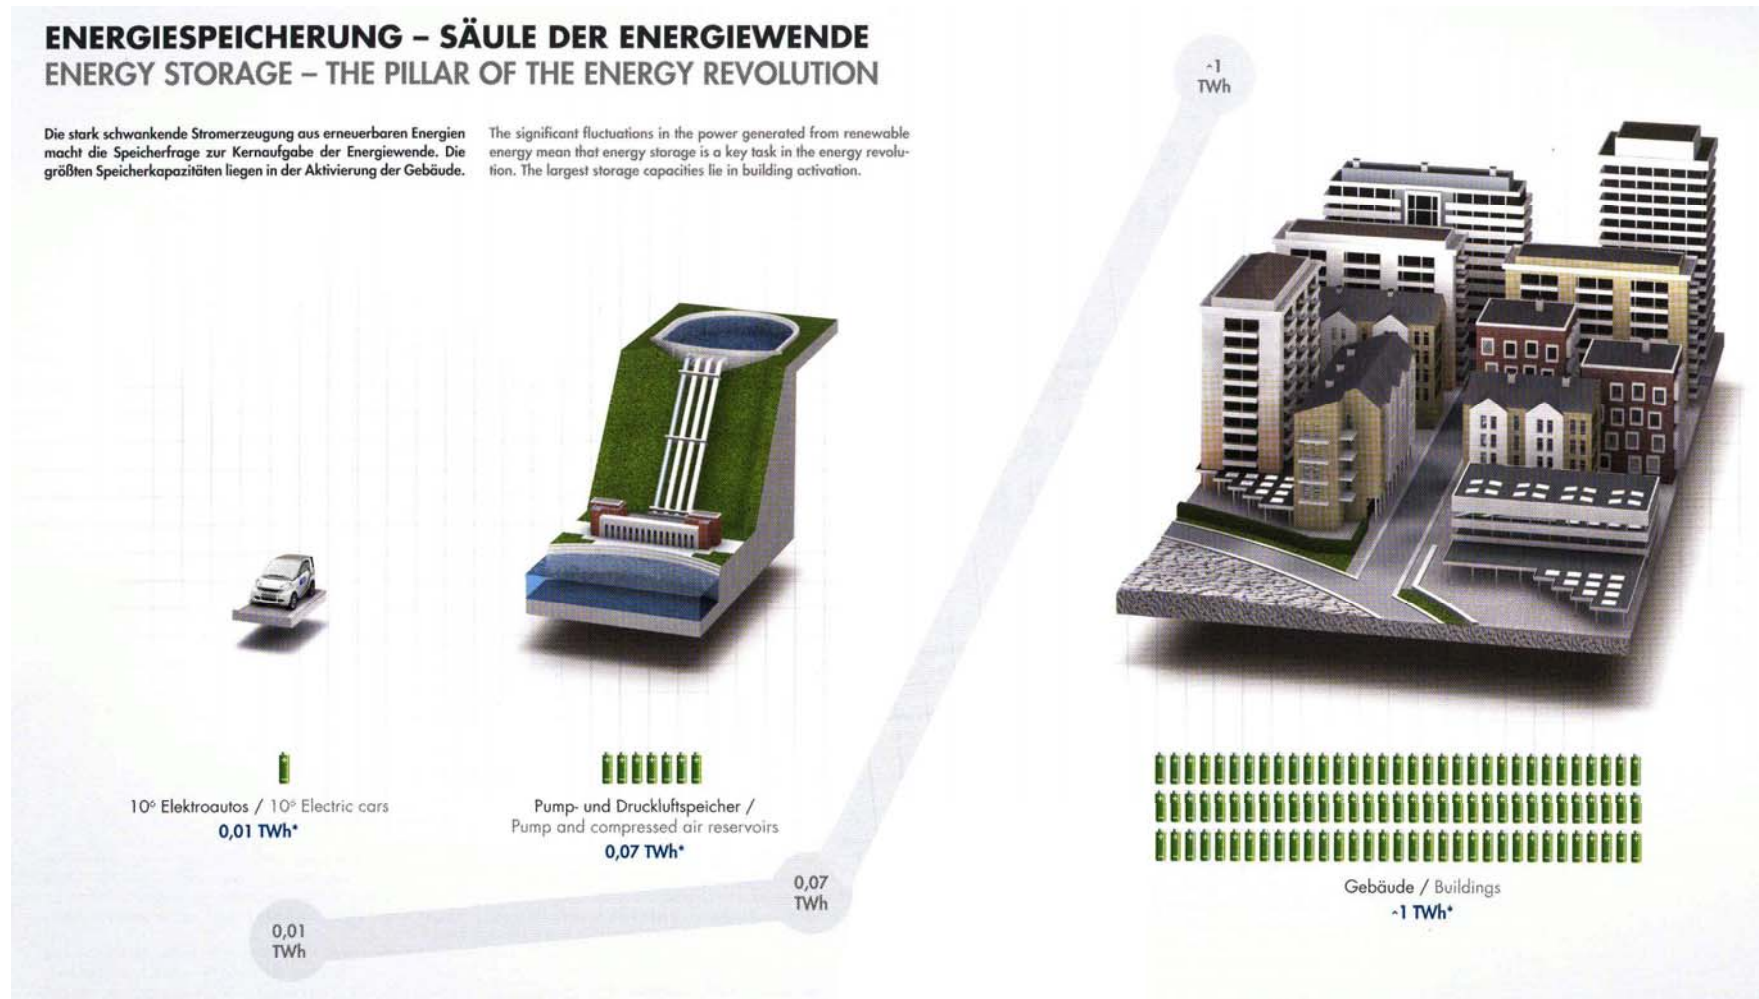 ENERGIESPEICHERUNG – SÄULE DER ENERGIEWENDE
ENERGY STORAGE – THE PILLAR OF THE ENERGY REVOLUTION
Die stark schwankende Stromerzeugung aus erneuerbaren Energien
macht die Speicherfrage zur Kernaufgabe der Energiewende. Die
größten Speicherkapazitäten liegen in der Aktivierung der Gebäude.
The significant fluctuations in the power generated from renewable
energy mean that energy storage is a key task in the energy revolu-
tion. The largest storage capacities lie in building activation.
~1
TWh
10⁶ Elektroautos / 10⁶ Electric cars
0,01 TWh*
Pump- und Druckluftspeicher /
Pump and compressed air reservoirs
0,07 TWh*
Gebäude / Buildings
~1 TWh*
0,01
TWh
0,07
TWh